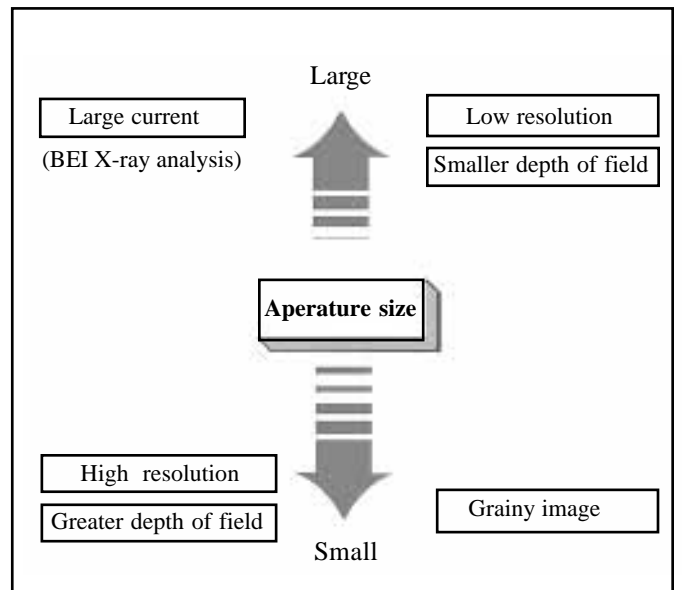 Large
Large current
(BEI X-ray analysis)
Low resolution
Smaller depth of field
Aperature size
High resolution
Greater depth of field
Grainy image
Small